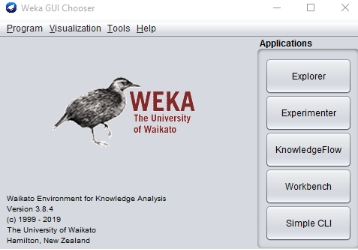 Weka GUI Chooser
Program Visualization Tools Help
Applications
Explorer
Experimenter
KnowledgeFlow
Workbench
Simple CLI
WEKA
The University
of Waikato
Waikato Environment for Knowledge Analysis
Version 3.8.4
(c) 1999 - 2019
The University of Waikato
Hamilton, New Zealand